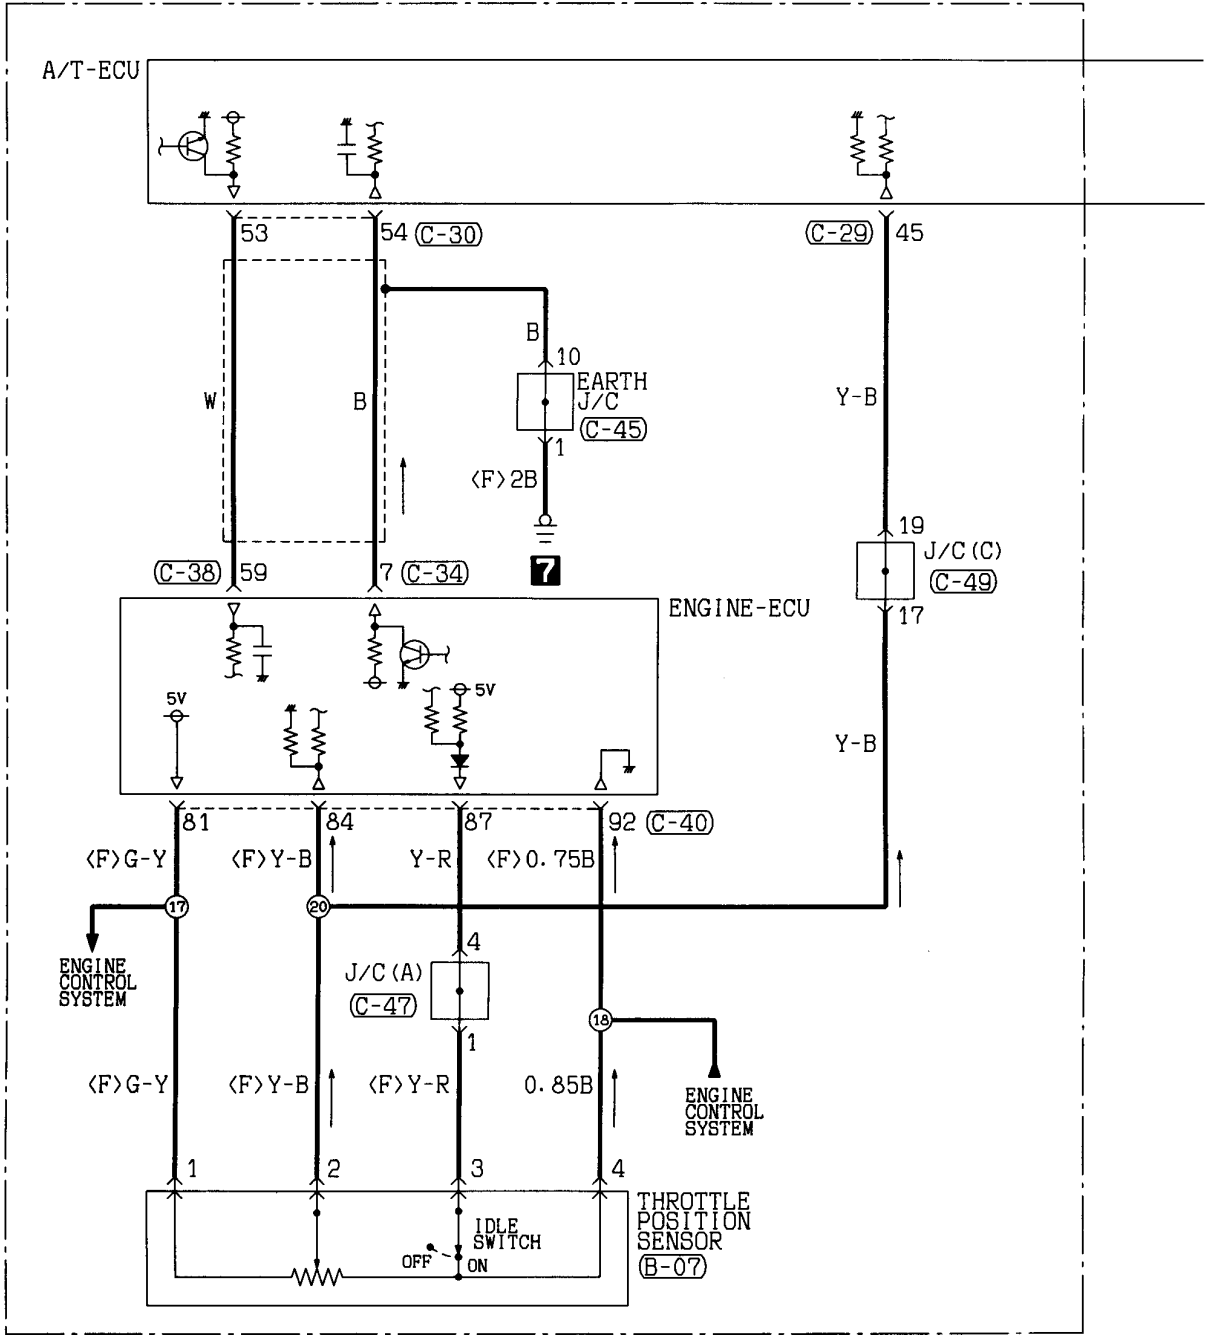 A/T-ECU
53
54 (C-30)
(C-29) 45
B
10
EARTH
J/C
(C-45)
W
B
Y-B
1
<F>2B
7
19
J/C(C)
(C-49)
17
(C-38) 59
7 (C-34)
ENGINE-ECU
5V
5V
Y-B
81
84
87
92 (C-40)
<F>G-Y
<F>Y-B
Y-R
<F>0.75B
17
20
4
ENGINE
CONTROL
SYSTEM
J/C(A)
(C-47)
1
18
<F>G-Y
<F>Y-B
<F>Y-R
0.85B
ENGINE
CONTROL
SYSTEM
1
2
3
4
THROTTLE
POSITION
SENSOR
(B-07)
IDLE
SWITCH
OFF
ON